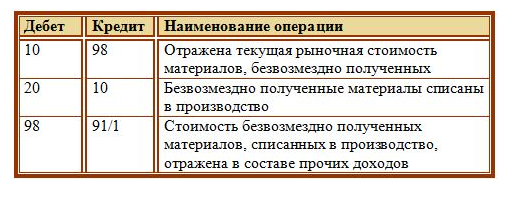 Дебет Кредит Наименование операции
10 98 Отражена текущая рыночная стоимость
материалов, безвозмездно полученных
20 10 Безвозмездно полученные материалы списаны
в производство
98 91/1 Стоимость безвозмездно полученных
материалов, списанных в производство,
отражена в составе прочих доходов